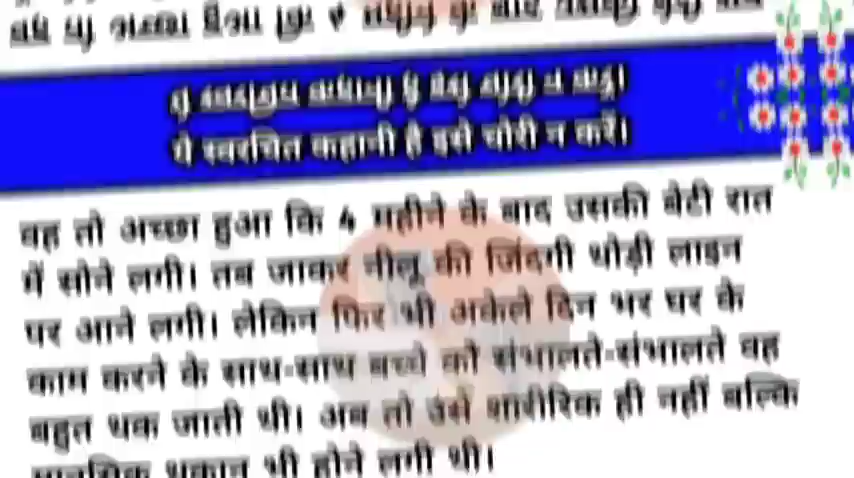 ये स्वरचित कहानी है इसे चोरी न करें।
वह तो अच्छा हुआ कि 4 महीने के बाद उसकी बेटी रात
में सोने लगी। तब जाकर नीलू की जिंदगी थोड़ी लाइन
पर आने लगी। लेकिन फिर भी अकेले दिन भर घर के
काम करने के साथ-साथ बच्चे को संभालते-संभालते वह
बहुत थक जाती थी। अब तो उसे शारीरिक ही नहीं बल्कि
मानसिक थकान भी होने लगी थी।